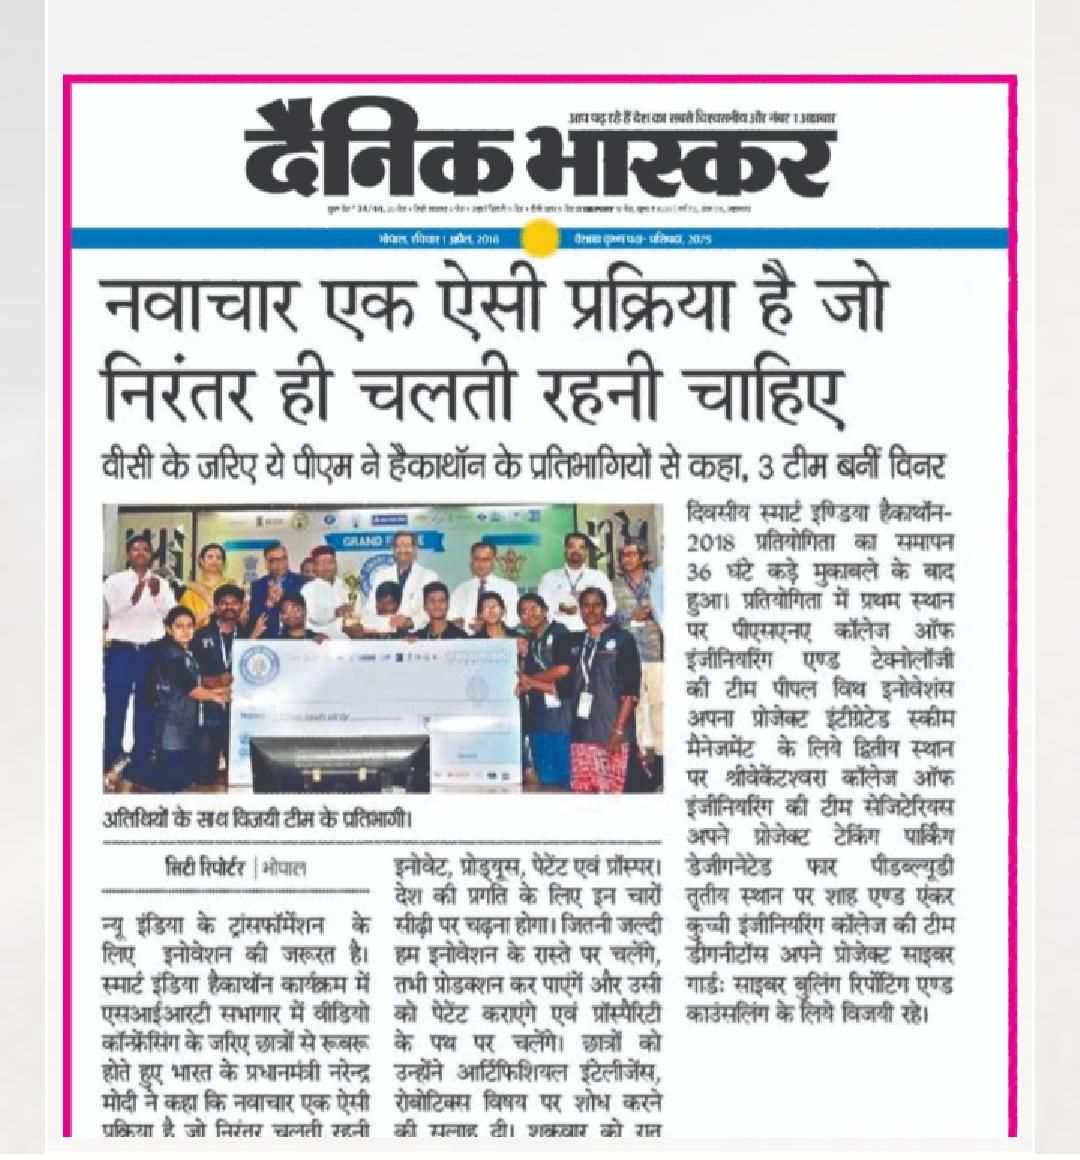 आप पढ़ रहे हैं देश का सबसे विश्वसनीय और नंबर 1 अखबार
दैनिक भास्कर
भोपाल, रविवार 1 अप्रैल, 2018
वैशाख कृष्ण पक्ष- प्रतिपदा, 2075
नवाचार एक ऐसी प्रक्रिया है जो
निरंतर ही चलती रहनी चाहिए
वीसी के जरिए ये पीएम ने हैकाथॉन के प्रतिभागियों से कहा, 3 टीम बनीं विनर
GRAND
अतिथियों के साथ विजयी टीम के प्रतिभागी।
सिटी रिपोर्टर | भोपाल
न्यू इंडिया के ट्रांसफॉर्मेशन के
लिए इनोवेशन की जरूरत है।
स्मार्ट इंडिया हैकाथॉन कार्यक्रम में
एसआईआरटी सभागार में वीडियो
कॉन्फ्रेंसिंग के जरिए छात्रों से रूबरू
होते हुए भारत के प्रधानमंत्री नरेन्द्र
मोदी ने कहा कि नवाचार एक ऐसी
प्रक्रिया है जो निरंतर चलती रहनी
इनोवेट, प्रोड्यूस, पेटेंट एवं प्रॉस्पर।
देश की प्रगति के लिए इन चारों
सीढ़ी पर चढ़ना होगा। जितनी जल्दी
हम इनोवेशन के रास्ते पर चलेंगे,
तभी प्रोडक्शन कर पाएंगे और उसी
को पेटेंट कराएंगे एवं प्रॉस्पैरिटी
के पथ पर चलेंगे। छात्रों को
उन्होंने आर्टिफिशियल इंटेलीजेंस,
रोबोटिक्स विषय पर शोध करने
की सलाह दी। शुक्रवार को रात
दिवसीय स्मार्ट इण्डिया हैकाथॉन-
2018 प्रतियोगिता का समापन
36 घंटे कड़े मुकाबले के बाद
हुआ। प्रतियोगिता में प्रथम स्थान
पर पीएसएनए कॉलेज ऑफ
इंजीनियरिंग एण्ड टेक्नोलॉजी
की टीम पीपल विथ इनोवेशंस
अपना प्रोजेक्ट इंटीग्रेटेड स्कीम
मैनेजमेंट के लिये द्वितीय स्थान
पर श्रीवेकेंटश्वरा कॉलेज ऑफ
इंजीनियरिंग की टीम सेजिटेरियस
अपने प्रोजेक्ट टेकिंग पार्किंग
डेजीगनेटेड फार पीडब्ल्यूडी
तृतीय स्थान पर शाह एण्ड एंकर
कुच्ची इंजीनियरिंग कॉलेज की टीम
डीगनीटॉस अपने प्रोजेक्ट साइबर
गार्डः साइबर बुलिंग रिपोर्टिंग एण्ड
काउंसलिंग के लिये विजयी रहे।